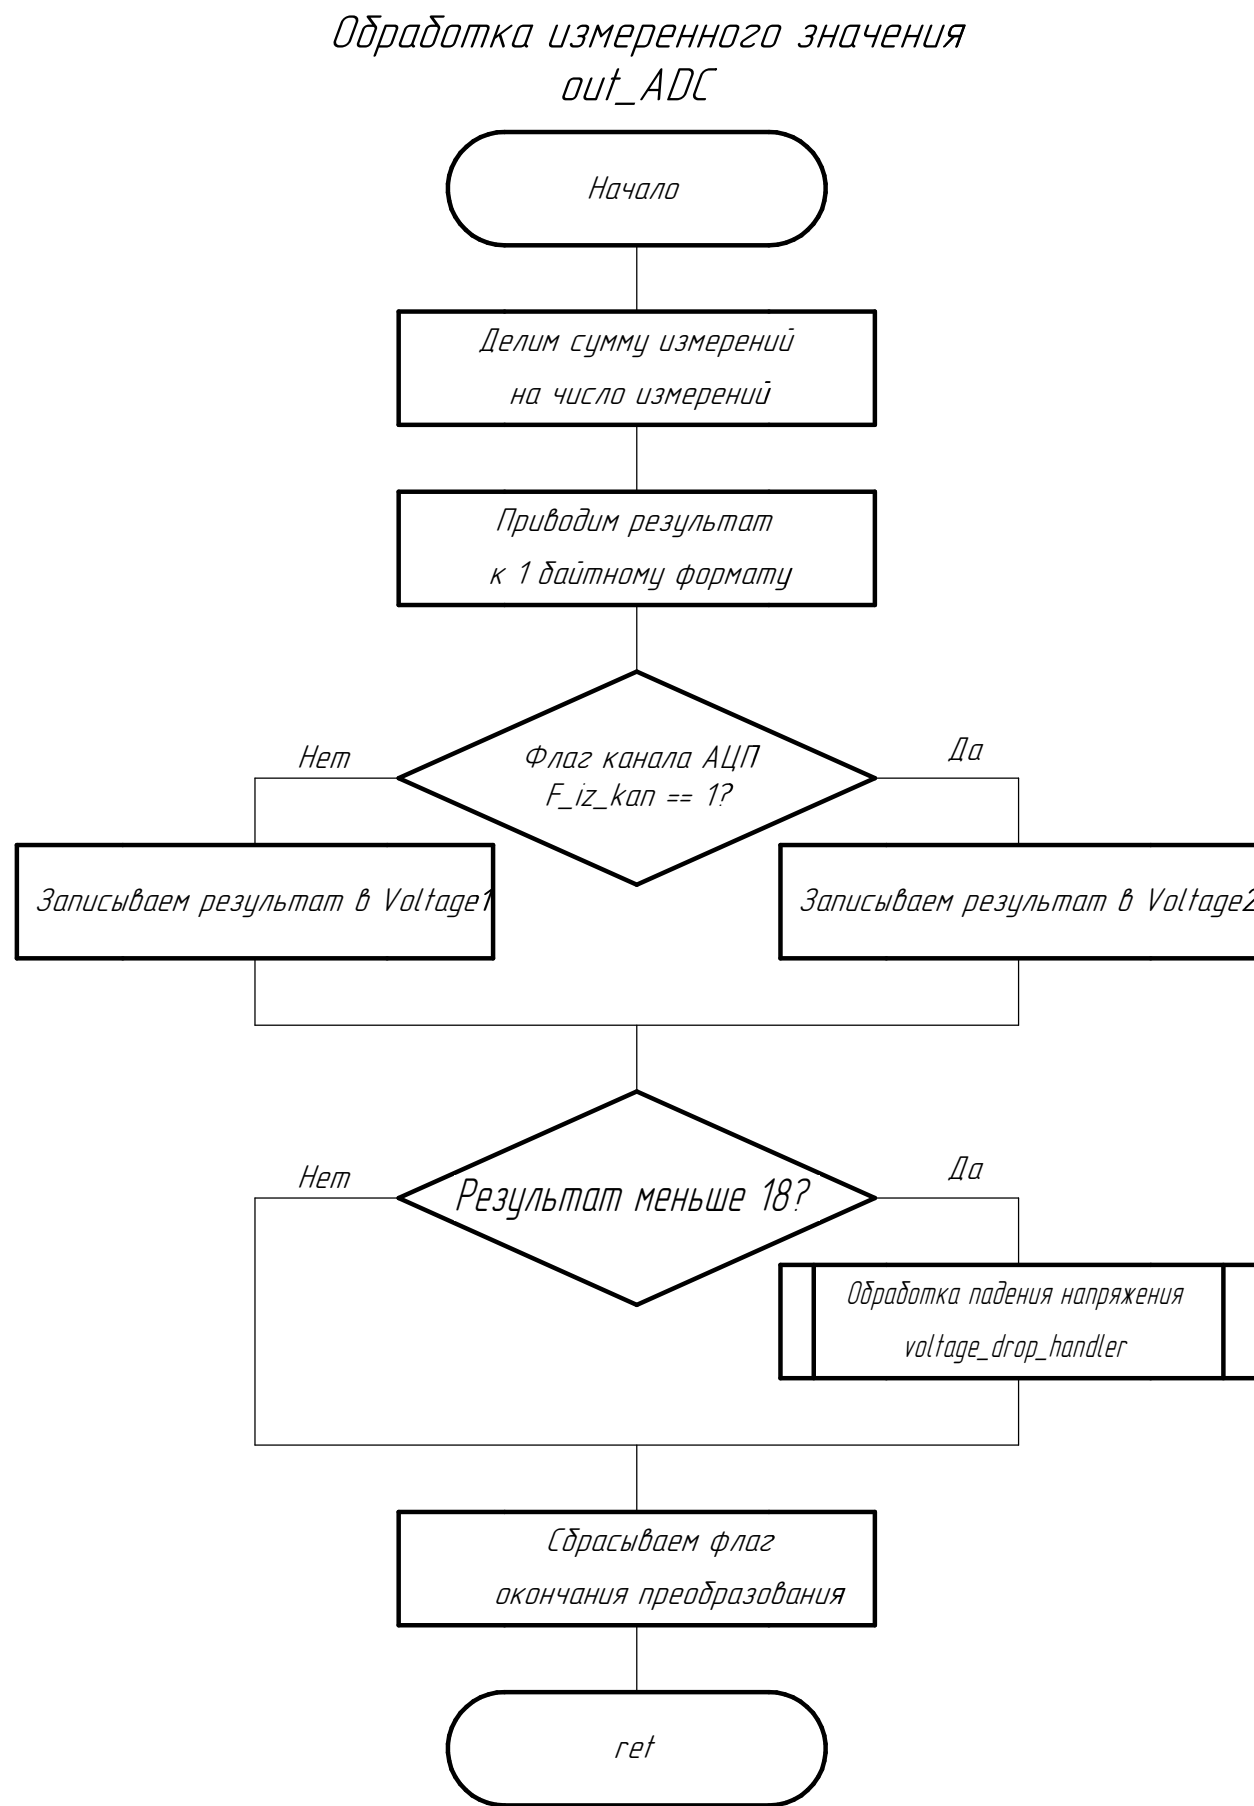 Обработка измеренного значения
out_ADC
Начало
Делим сумму измерений
на число измерений
Приводим результат
к 1 байтному формату
Нет
Флаг канала АЦП
F_iz_kan == 1?
Да
Записываем результат в Voltage1
Записываем результат в Voltage2
Нет
Результат меньше 18?
Да
Обработка падения напряжения
voltage_drop_handler
Сбрасываем флаг
окончания преобразования
ret